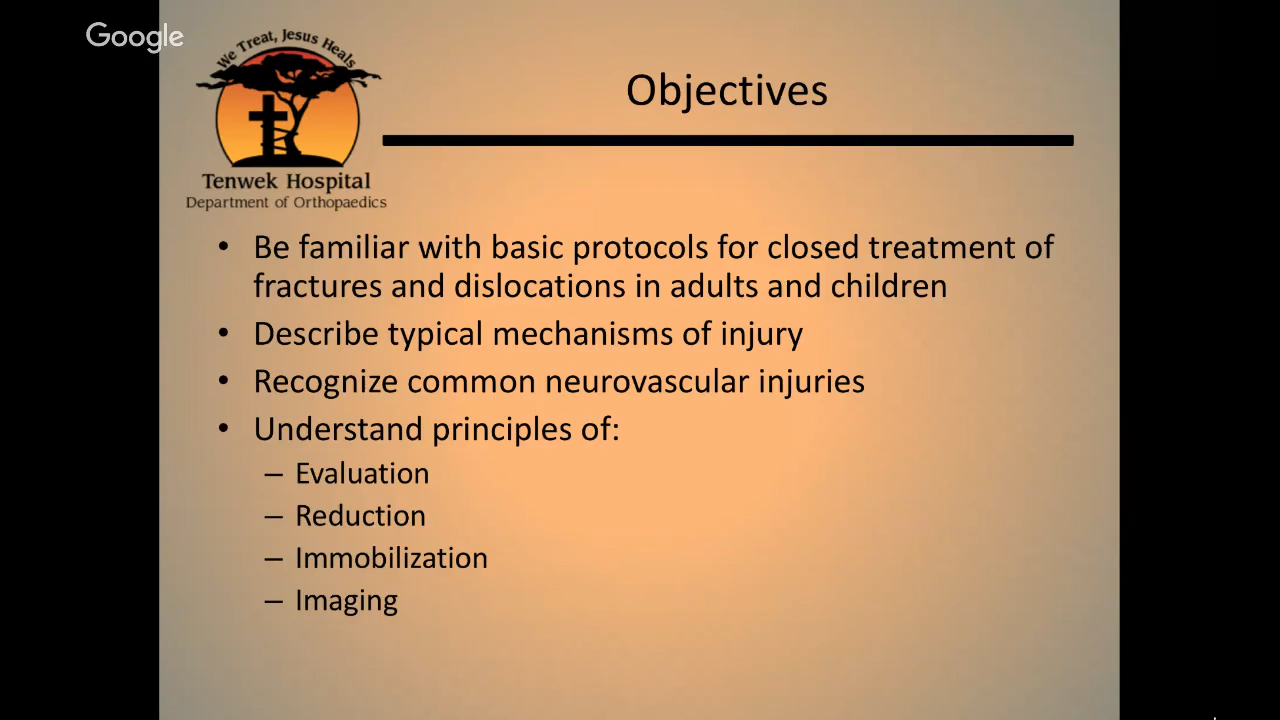 Google
We Treat, Jesus Heals
Tenwek Hospital
Department of Orthopaedics
Objectives
• Be familiar with basic protocols for closed treatment of
fractures and dislocations in adults and children
• Describe typical mechanisms of injury
• Recognize common neurovascular injuries
• Understand principles of:
– Evaluation
– Reduction
– Immobilization
– Imaging